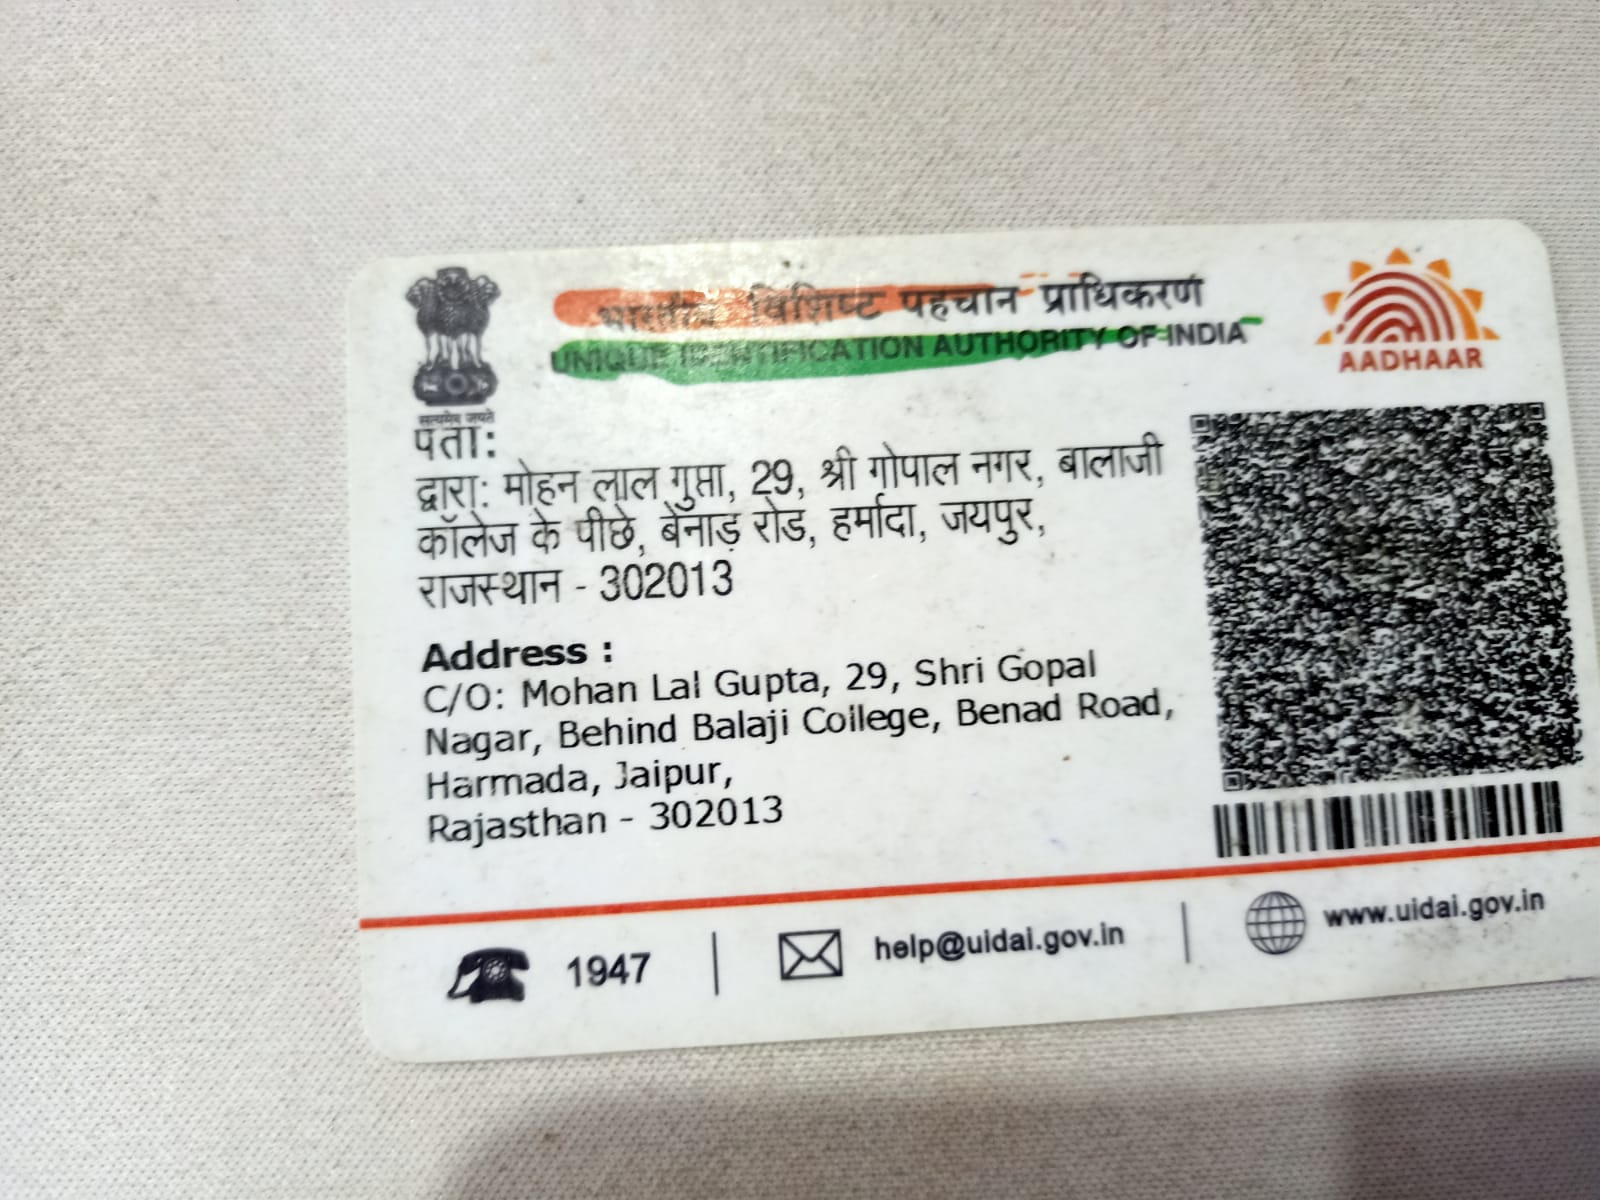 भारतीय विशिष्ट पहचान प्राधिकरण
UNIQUE IDENTIFICATION AUTHORITY OF INDIA
AADHAAR
सत्यमेव जयते
पता:
द्वारा: मोहन लाल गुप्ता, 29, श्री गोपाल नगर, बालाजी
कॉलेज के पीछे, बेनाड़ रोड, हर्मादा, जयपुर,
राजस्थान - 302013
Address :
C/O: Mohan Lal Gupta, 29, Shri Gopal
Nagar, Behind Balaji College, Benad Road,
Harmada, Jaipur,
Rajasthan - 302013
1947
help@uidai.gov.in
www.uidai.gov.in